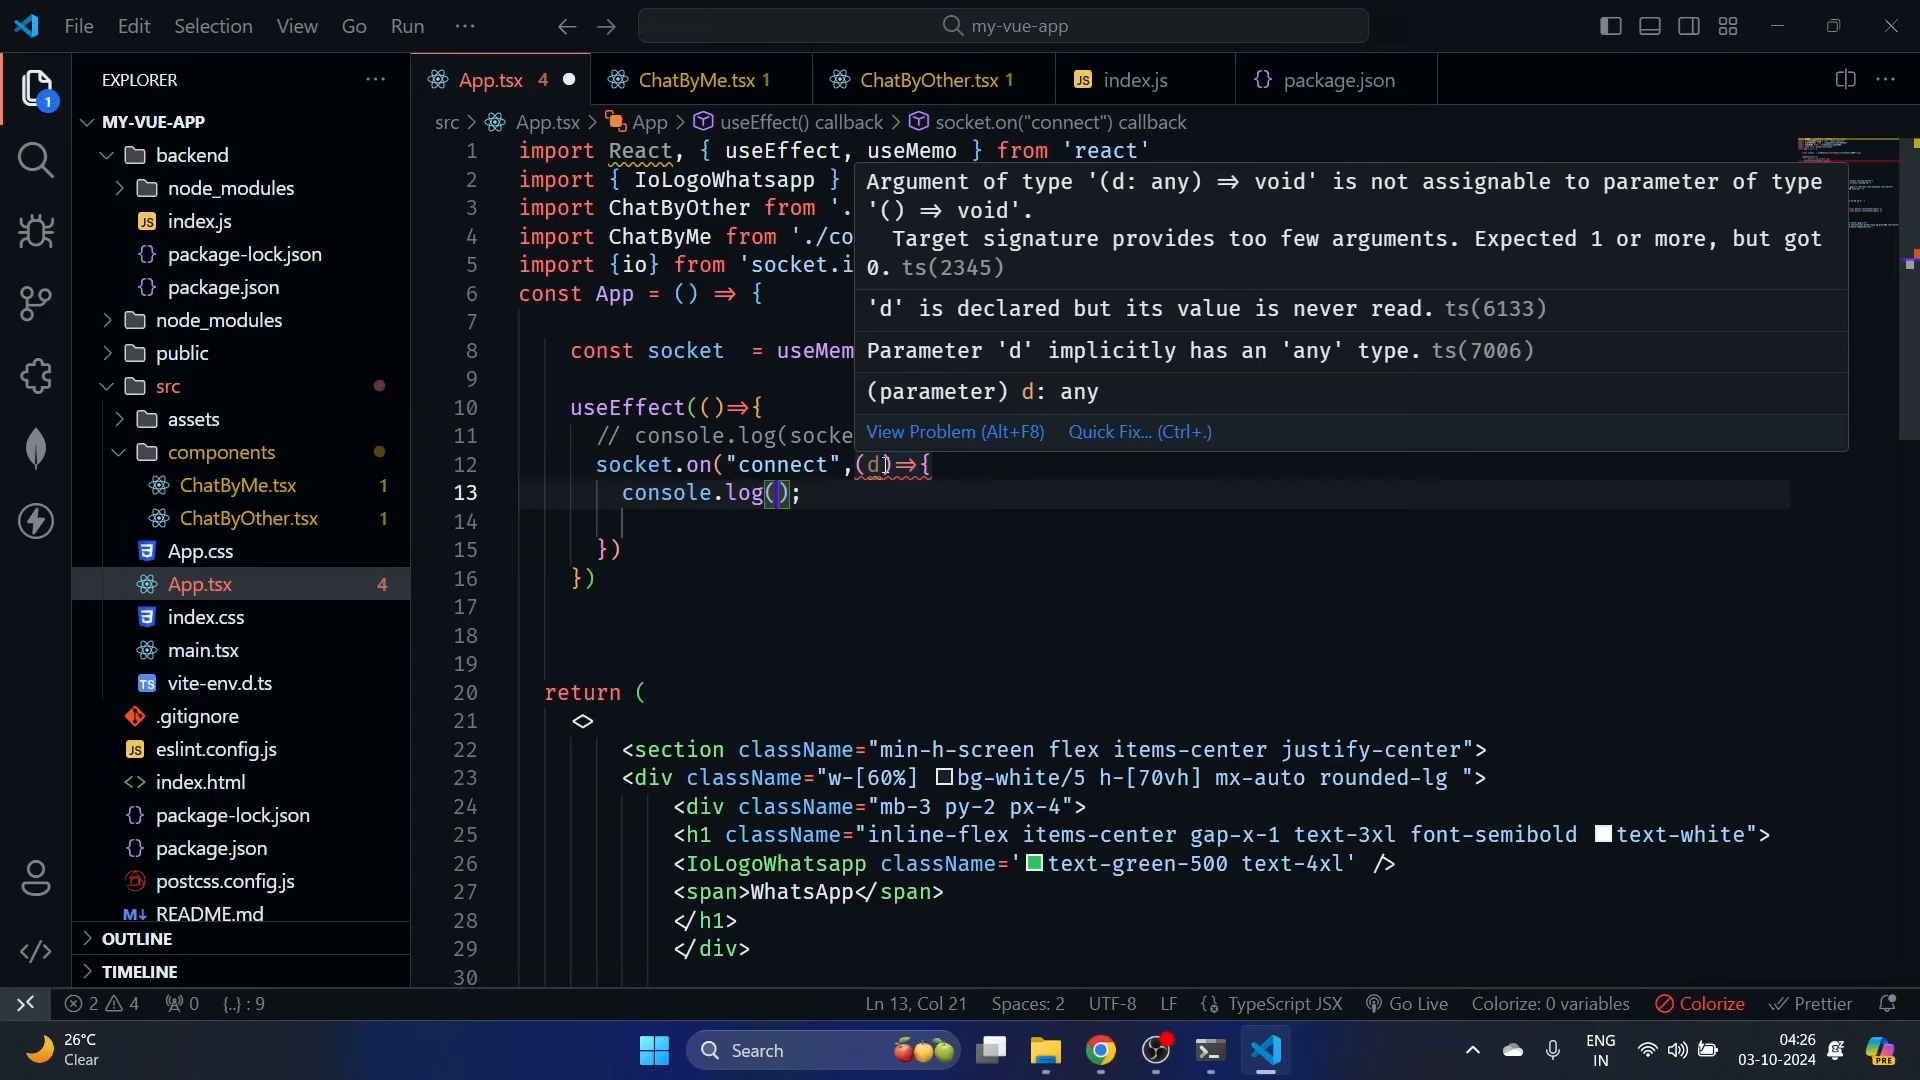 File Edit Selection View Go Run ···
my-vue-app
EXPLORER
App.tsx 4
ChatByMe.tsx 1
ChatByOther.tsx 1
JS index.js
{} package.json
src > App.tsx > App > useEffect() callback > socket.on("connect") callback
MY-VUE-APP
backend
node_modules
JS index.js
{} package-lock.json
{} package.json
node_modules
public
src
assets
components
ChatByMe.tsx 1
ChatByOther.tsx 1
App.css
App.tsx 4
index.css
main.tsx
TS vite-env.d.ts
.gitignore
JS eslint.config.js
<> index.html
{} package-lock.json
{} package.json
postcss.config.js
M↓ README.md
OUTLINE
TIMELINE
1 import React, { useEffect, useMemo } from 'react'
2 import { IoLogoWhatsapp }
3 import ChatByOther from '.
4 import ChatByMe from './co
5 import {io} from 'socket.i
6 const App = () => {
7
8 const socket = useMem
9
10 useEffect(()=>{
11 // console.log(socke
12 socket.on("connect",(d)=>{
13 console.log();
14
15 })
16 })
17
18
19
20 return (
21 <>
22 <section className="min-h-screen flex items-center justify-center">
23 <div className="w-[60%] bg-white/5 h-[70vh] mx-auto rounded-lg ">
24 <div className="mb-3 py-2 px-4">
25 <h1 className="inline-flex items-center gap-x-1 text-3xl font-semibold text-white">
26 <IoLogoWhatsapp className='text-green-500 text-4xl' />
27 <span>WhatsApp</span>
28 </h1>
29 </div>
30
Argument of type '(d: any) => void' is not assignable to parameter of type
'() => void'.
Target signature provides too few arguments. Expected 1 or more, but got
0. ts(2345)
'd' is declared but its value is never read. ts(6133)
Parameter 'd' implicitly has an 'any' type. ts(7006)
(parameter) d: any
View Problem (Alt+F8) Quick Fix... (Ctrl+.)
2 4 0 {..} : 9
Ln 13, Col 21 Spaces: 2 UTF-8 LF {} TypeScript JSX Go Live Colorize: 0 variables Colorize Prettier
26°C
Clear
Search
ENG
IN
04:26
03-10-2024
PRE